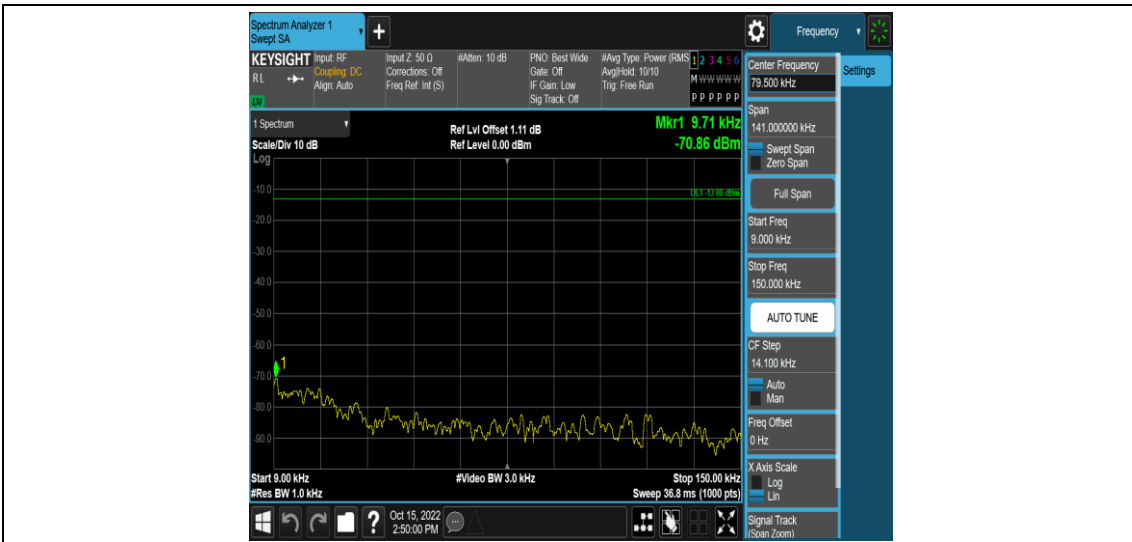 Spectrum Analyzer 1
Swept SA
+
Frequency
KEYSIGHT
RL
LXI
Input: RF
Coupling: DC
Align: Auto
Input Z: 50 Ω
Corrections: Off
Freq Ref: Int (S)
#Atten: 10 dB
PNO: Best Wide
Gate: Off
IF Gain: Low
Sig Track: Off
#Avg Type: Power (RMS
Avg|Hold: 10/10
Trig: Free Run
1 2 3 4 5 6
M W W W W W
P P P P P P
1 Spectrum
Scale/Div 10 dB
Ref Lvl Offset 1.11 dB
Ref Level 0.00 dBm
Mkr1 9.71 kHz
-70.86 dBm
Log
DL1 -13.00 dBm
-10.0
-20.0
-30.0
-40.0
-50.0
-60.0
1
-70.0
-80.0
-90.0
Start 9.00 kHz
#Video BW 3.0 kHz
Stop 150.00 kHz
#Res BW 1.0 kHz
Sweep 36.8 ms (1000 pts)
?
Oct 15, 2022
2:50:00 PM
Center Frequency
79.500 kHz
Settings
Span
141.000000 kHz
Swept Span
Zero Span
Full Span
Start Freq
9.000 kHz
Stop Freq
150.000 kHz
AUTO TUNE
CF Step
14.100 kHz
Auto
Man
Freq Offset
0 Hz
X Axis Scale
Log
Lin
Signal Track
(Span Zoom)